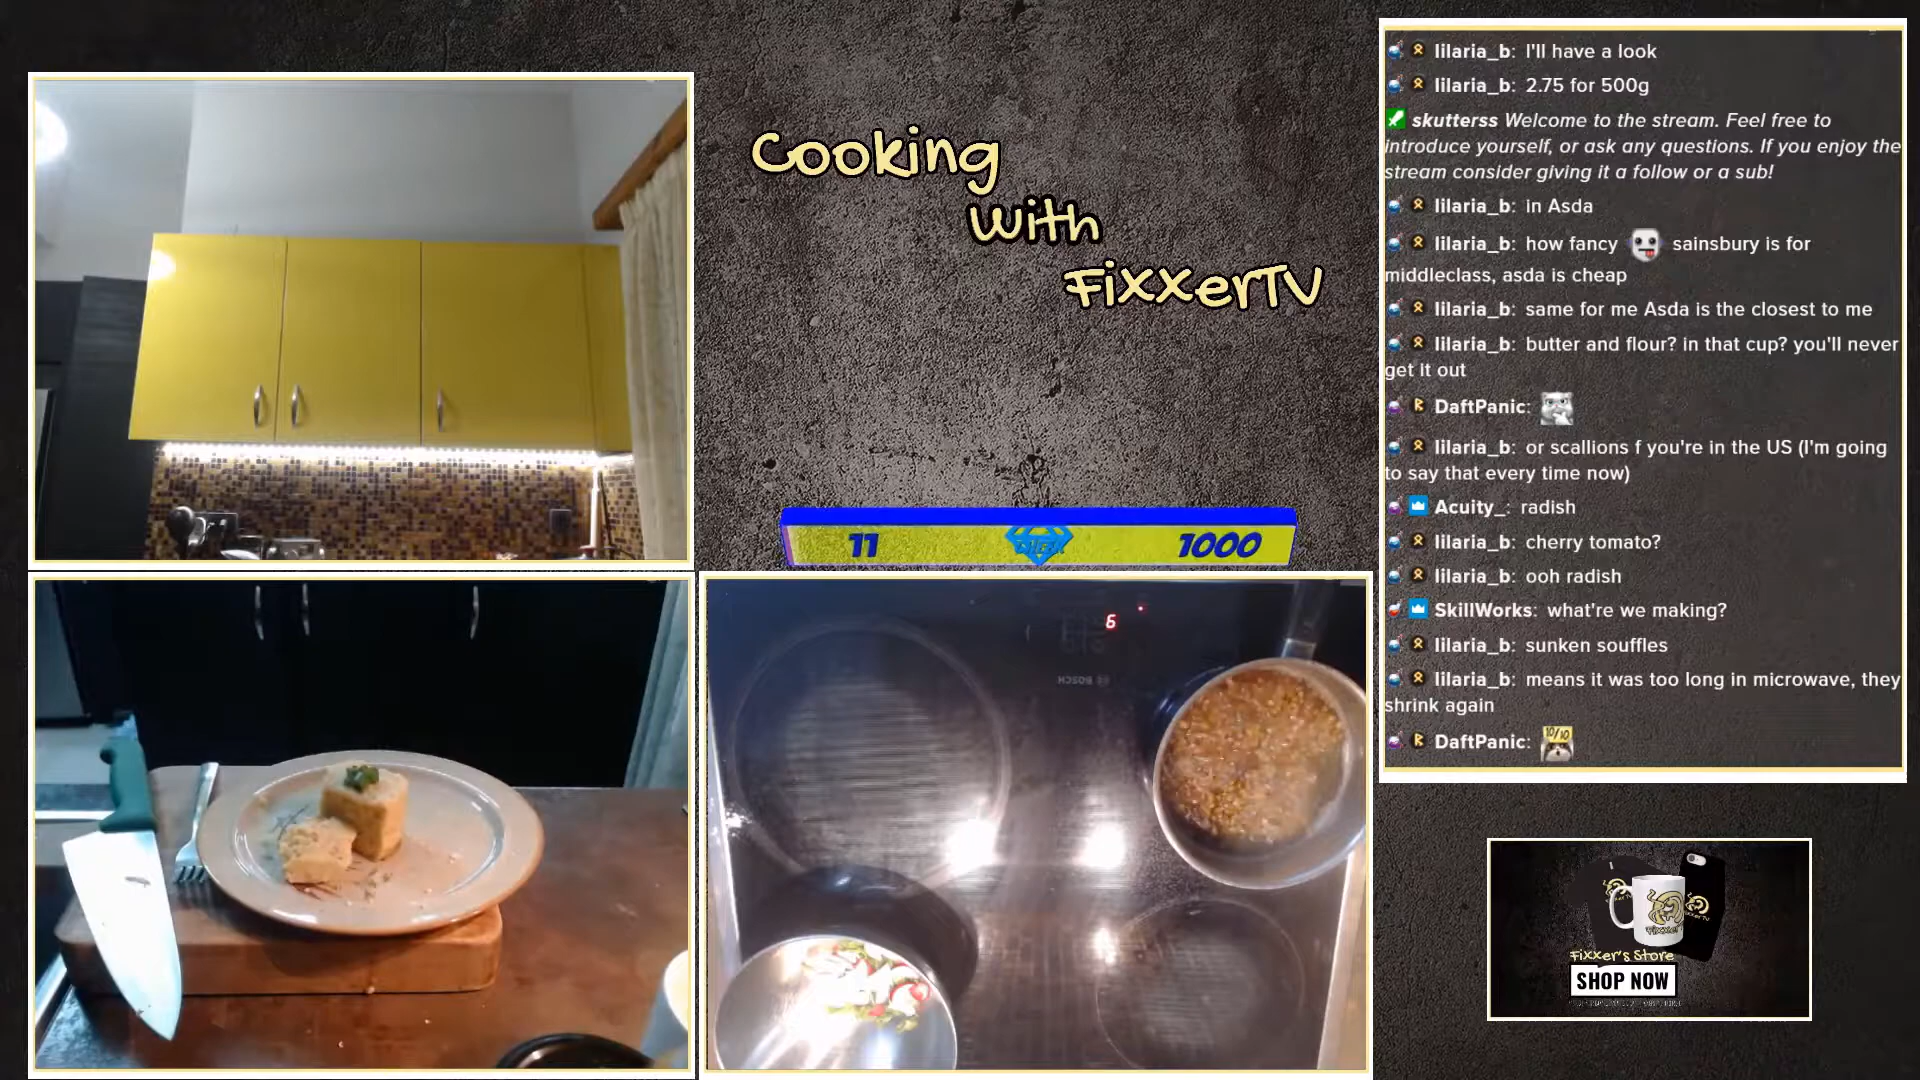 Cooking
With
FixxerTV
11
1000
6
BOSCH
lilaria_b: I'll have a look
lilaria_b: 2.75 for 500g
skutterss Welcome to the stream. Feel free to
introduce yourself, or ask any questions. If you enjoy the
stream consider giving it a follow or a sub!
lilaria_b: in Asda
lilaria_b: how fancy sainsbury is for
middleclass, asda is cheap
lilaria_b: same for me Asda is the closest to me
lilaria_b: butter and flour? in that cup? you'll never
get it out
DaftPanic:
lilaria_b: or scallions f you're in the US (I'm going
to say that every time now)
Acuity_: radish
lilaria_b: cherry tomato?
lilaria_b: ooh radish
SkillWorks: what're we making?
lilaria_b: sunken souffles
lilaria_b: means it was too long in microwave, they
shrink again
DaftPanic: 10/10
Fixxer's Store
SHOP NOW